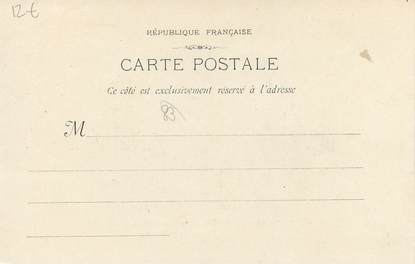 12-€
RÉPUBLIQUE FRANÇAISE
CARTE POSTALE
Ce côté est exclusivement réservé à l'adresse
83
M